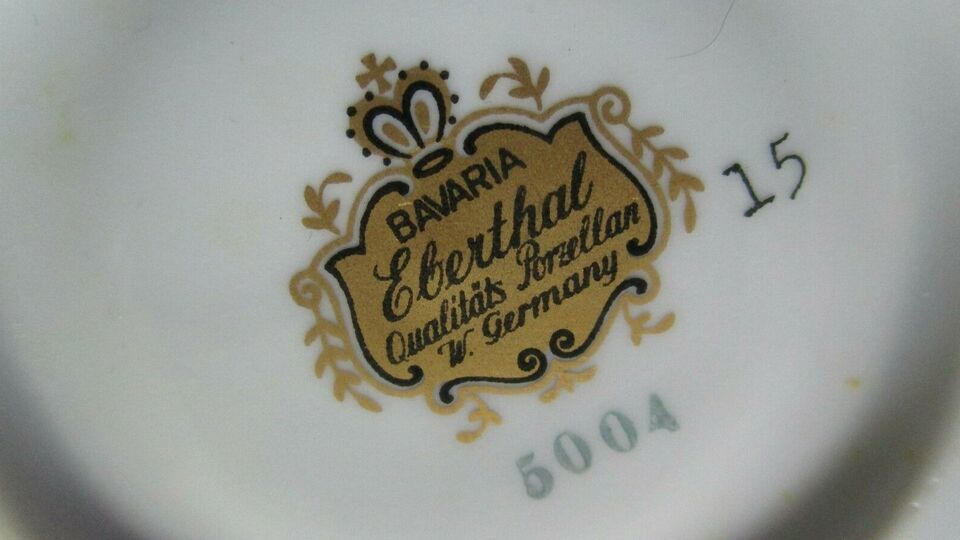 BAVARIA
Eberthal
Qualitäts Porzellan
W. Germany
15
5004